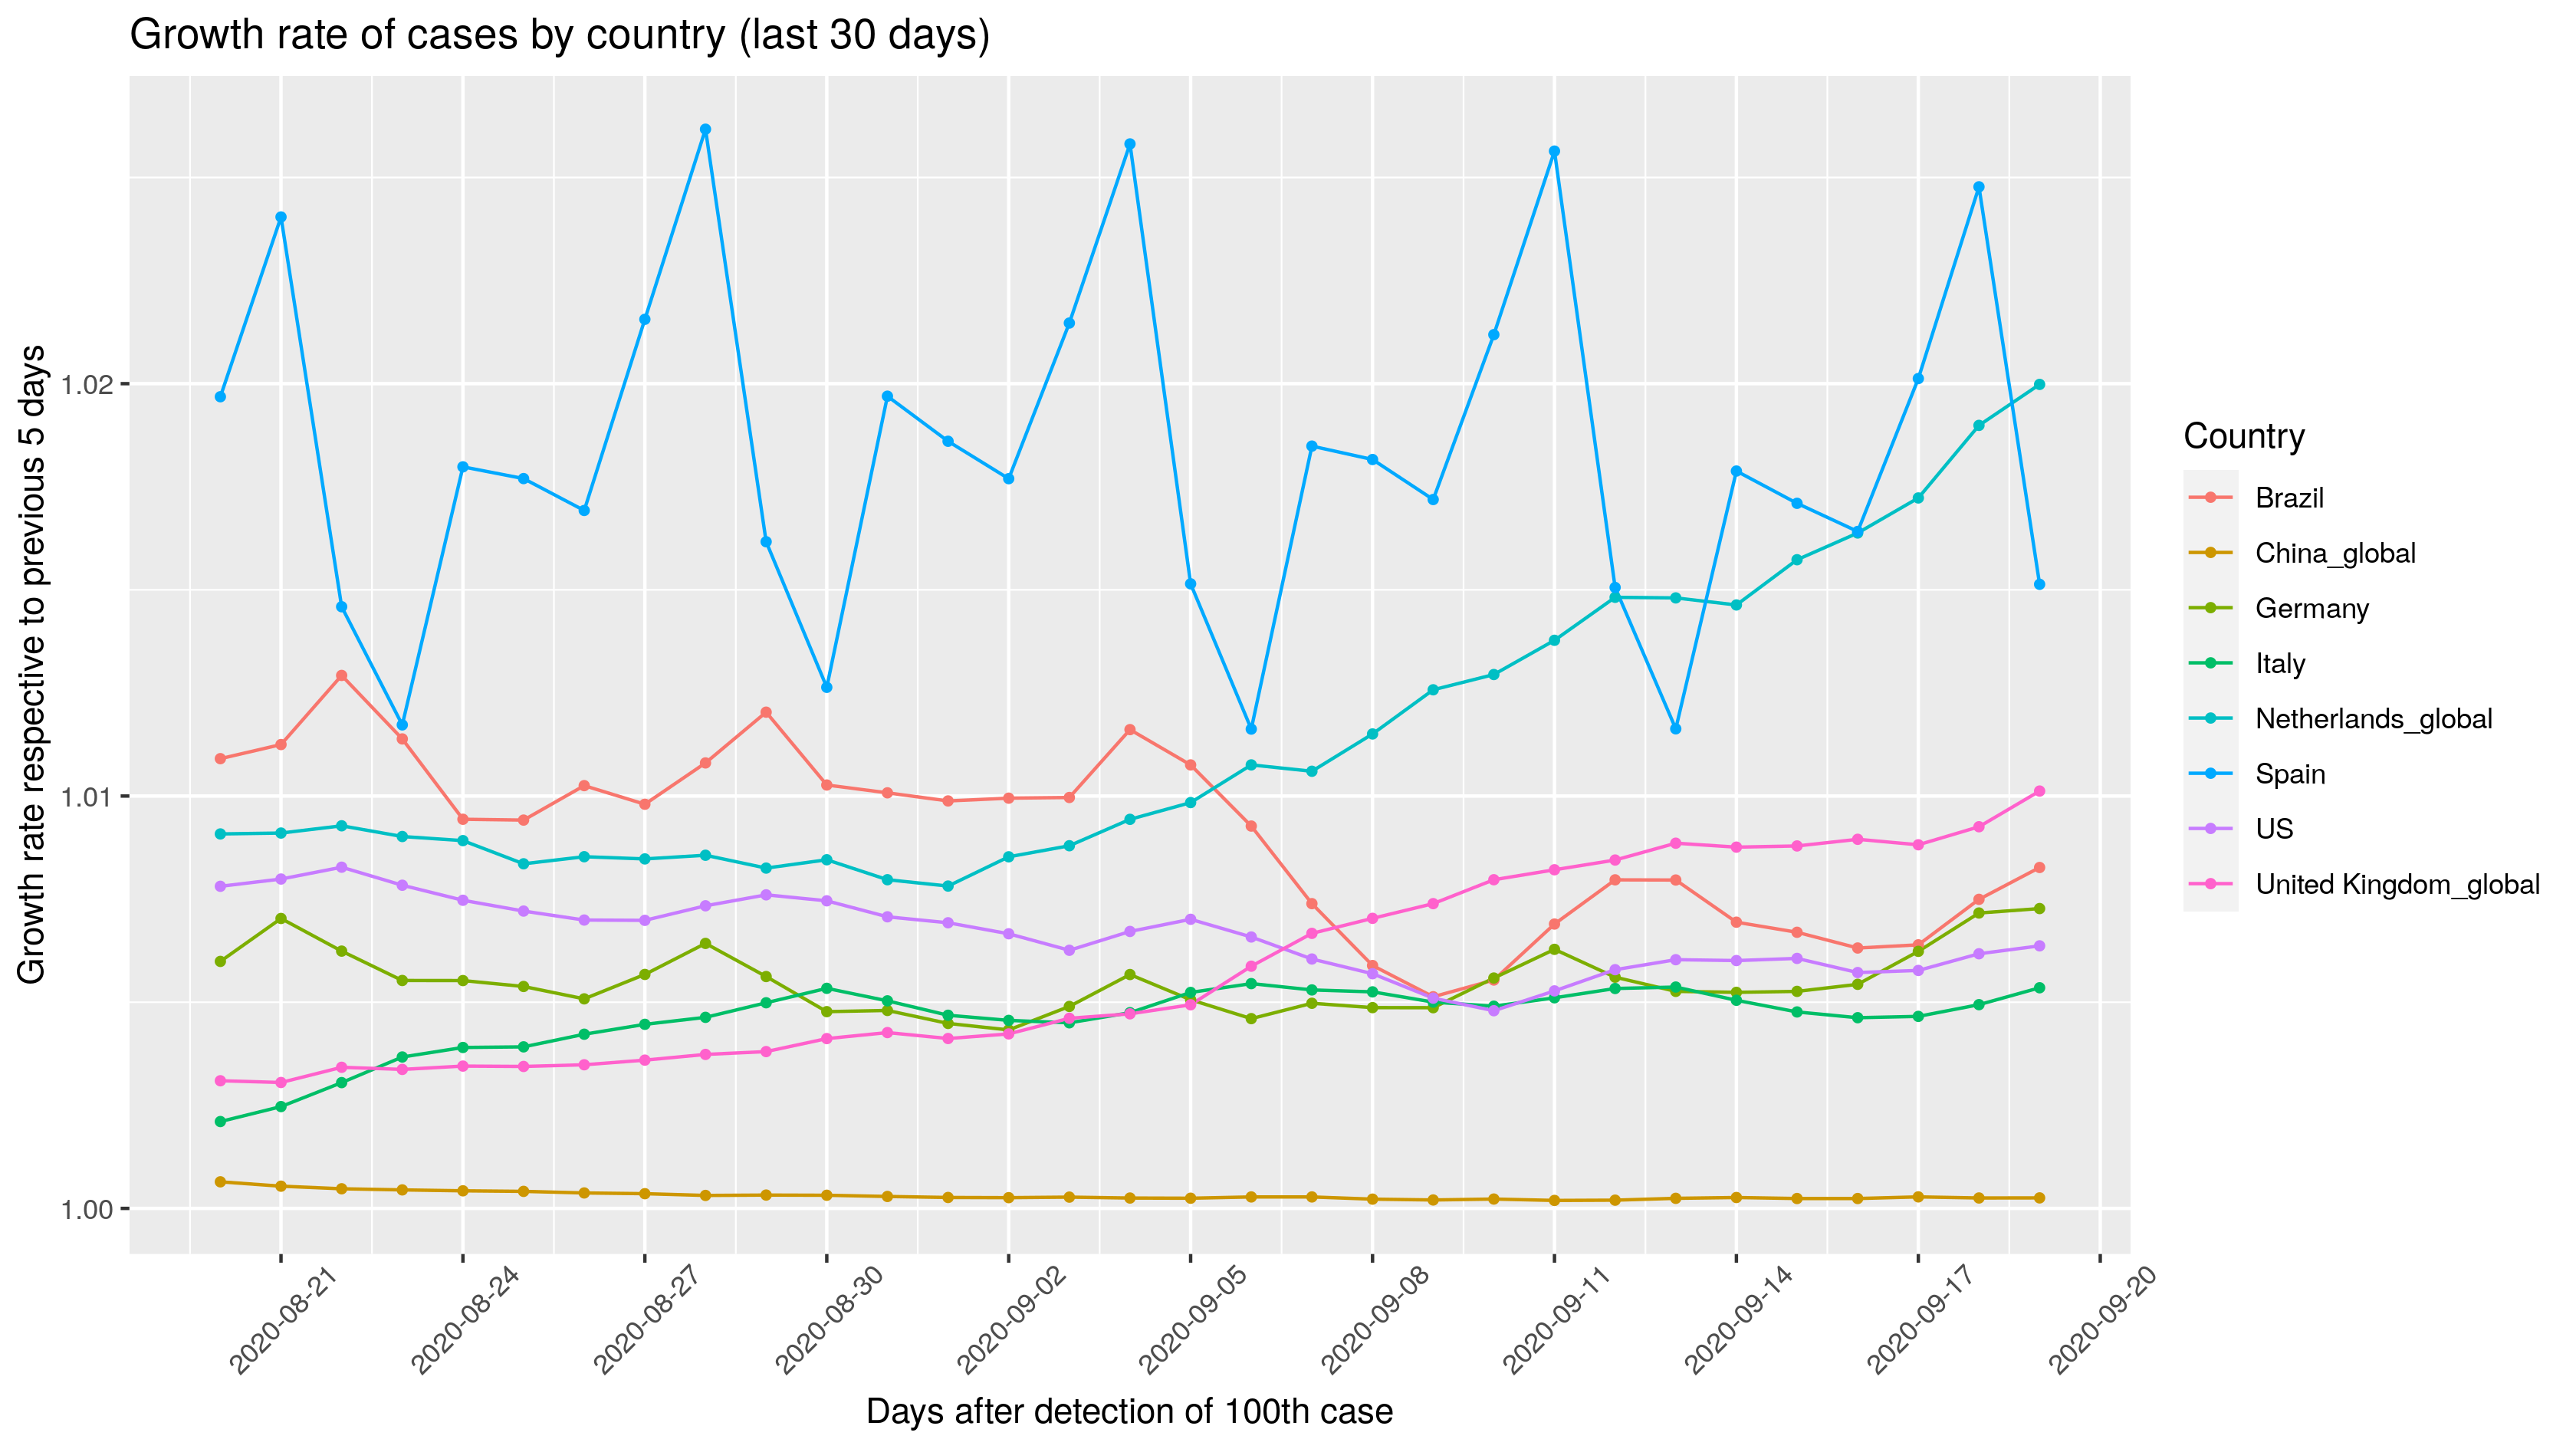 Growth rate of cases by country (last 30 days)
Growth rate respective to previous 5 days
1.02
1.01
1.00
2020-08-21
2020-08-24
2020-08-27
2020-08-30
2020-09-02
2020-09-05
2020-09-08
2020-09-11
2020-09-14
2020-09-17
2020-09-20
Days after detection of 100th case
Country
Brazil
China_global
Germany
Italy
Netherlands_global
Spain
US
United Kingdom_global